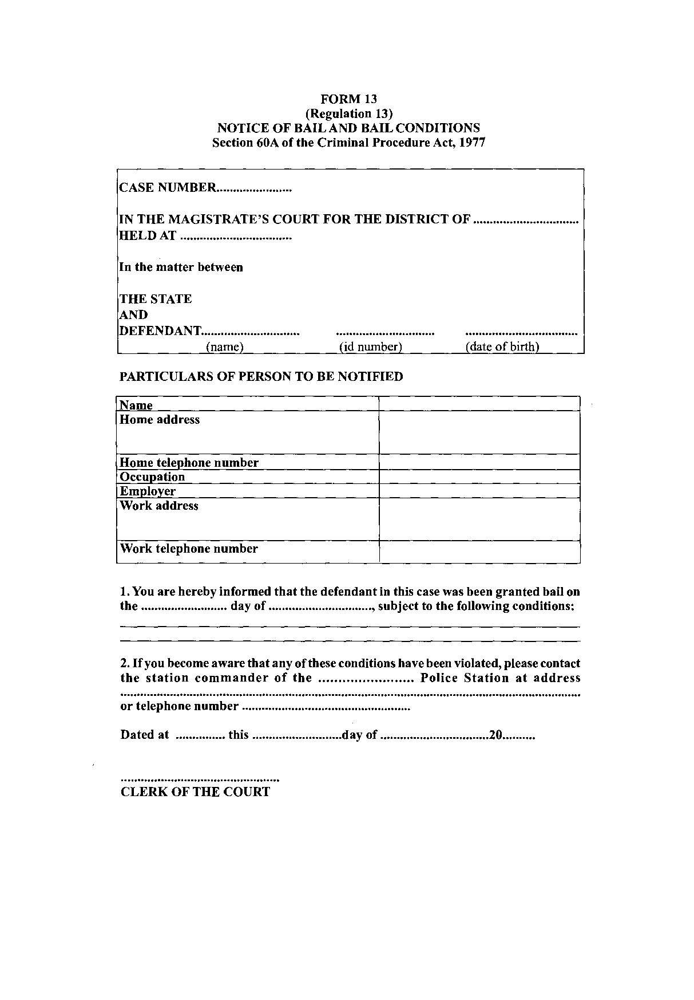 FORM 13
(Regulation 13)
NOTICE OF BAIL AND BAIL CONDITIONS
Section 60A of the Criminal Procedure Act, 1977
CASE NUMBER.......................
IN THE MAGISTRATE'S COURT FOR THE DISTRICT OF ................................
HELD AT ..................................
In the matter between
THE STATE
AND
DEFENDANT.............................. .............................. ..................................
(name) (id number) (date of birth)
PARTICULARS OF PERSON TO BE NOTIFIED
Name
Home address
Home telephone number
Occupation
Employer
Work address
Work telephone number
1. You are hereby informed that the defendant in this case was been granted bail on
the .......................... day of ..............................., subject to the following conditions:
2. If you become aware that any of these conditions have been violated, please contact
the station commander of the ........................ Police Station at address
............................................................................................................................................
or telephone number ...................................................
Dated at ............... this ...........................day of .................................20..........
................................................
CLERK OF THE COURT